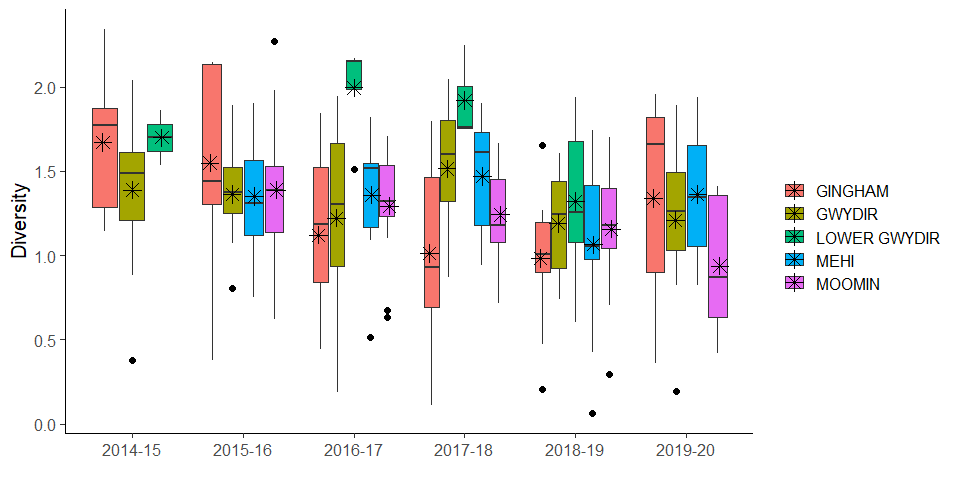 Diversity
2.0
1.5
1.0
0.5
0.0
2014-15 2015-16 2016-17 2017-18 2018-19 2019-20
GINGHAM
GWYDIR
LOWER GWYDIR
MEHI
MOOMIN